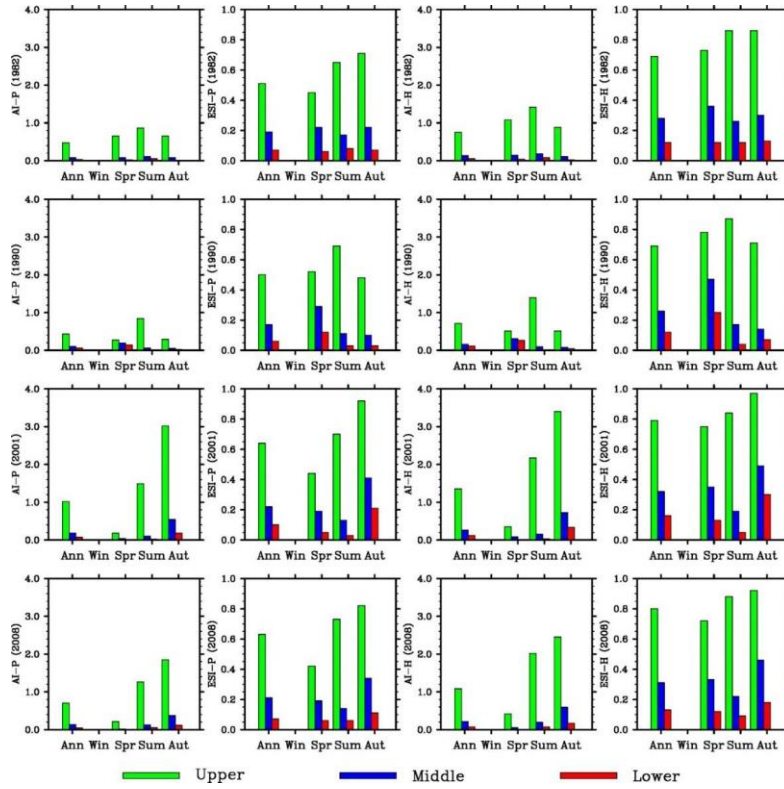 4.0
3.0
2.0
1.0
0.0
AI-P (1982)
Ann Win Spr Sum Aut
1.0
0.8
0.6
0.4
0.2
0.0
ESI-P (1982)
Ann Win Spr Sum Aut
4.0
3.0
2.0
1.0
0.0
AI-H (1982)
Ann Win Spr Sum Aut
1.0
0.8
0.6
0.4
0.2
0.0
ESI-H (1982)
Ann Win Spr Sum Aut
4.0
3.0
2.0
1.0
0.0
AI-P (1990)
Ann Win Spr Sum Aut
1.0
0.8
0.6
0.4
0.2
0.0
ESI-P (1990)
Ann Win Spr Sum Aut
4.0
3.0
2.0
1.0
0.0
AI-H (1990)
Ann Win Spr Sum Aut
1.0
0.8
0.6
0.4
0.2
0.0
ESI-H (1990)
Ann Win Spr Sum Aut
4.0
3.0
2.0
1.0
0.0
AI-P (2001)
Ann Win Spr Sum Aut
1.0
0.8
0.6
0.4
0.2
0.0
ESI-P (2001)
Ann Win Spr Sum Aut
4.0
3.0
2.0
1.0
0.0
AI-H (2001)
Ann Win Spr Sum Aut
1.0
0.8
0.6
0.4
0.2
0.0
ESI-H (2001)
Ann Win Spr Sum Aut
4.0
3.0
2.0
1.0
0.0
AI-P (2008)
Ann Win Spr Sum Aut
1.0
0.8
0.6
0.4
0.2
0.0
ESI-P (2008)
Ann Win Spr Sum Aut
4.0
3.0
2.0
1.0
0.0
AI-H (2008)
Ann Win Spr Sum Aut
1.0
0.8
0.6
0.4
0.2
0.0
ESI-H (2008)
Ann Win Spr Sum Aut
Upper Middle Lower